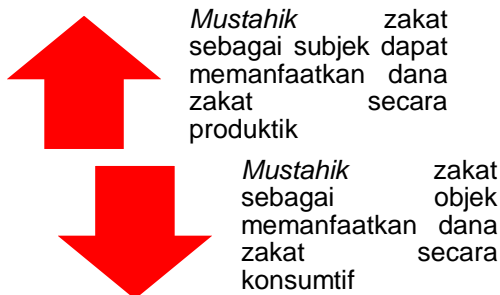 Mustahik zakat
sebagai subjek dapat
memanfaatkan dana
zakat secara
produktik
Mustahik zakat
sebagai objek
memanfaatkan dana
zakat secara
konsumtif